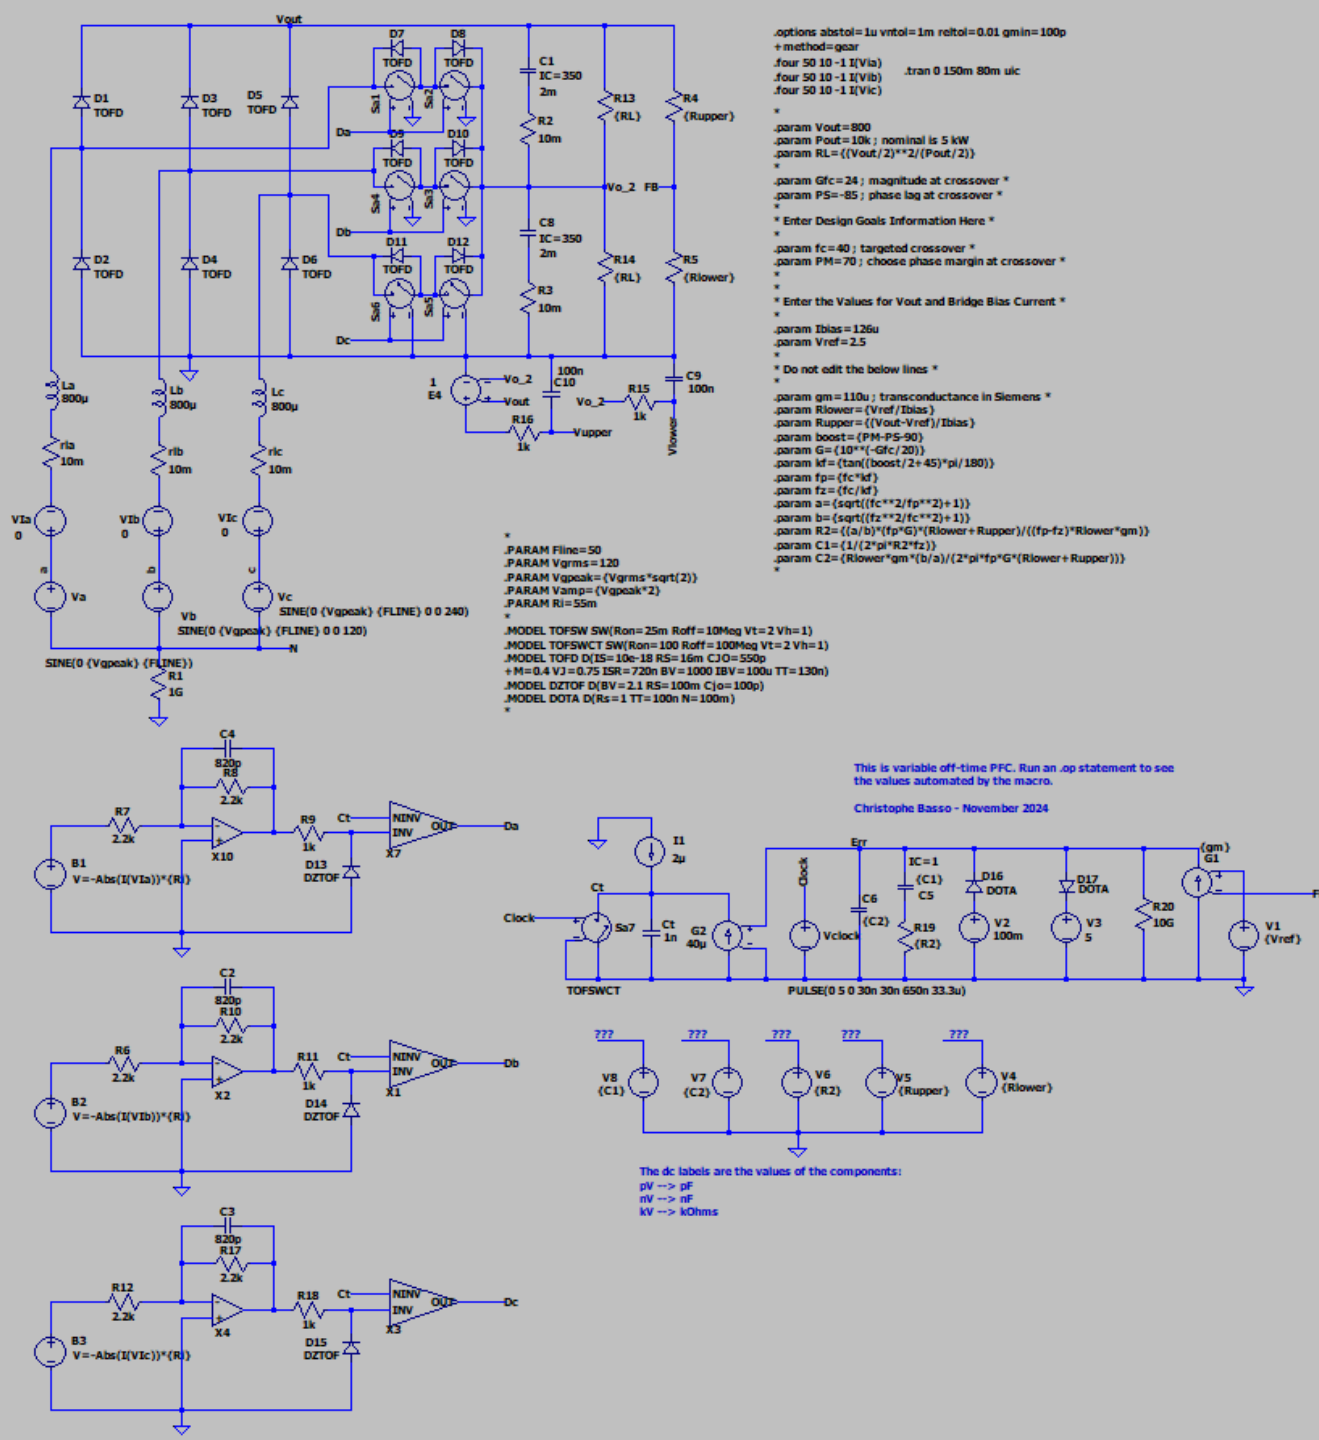 Vout
D7
TOFD
D8
TOFD
C1
IC=350
2m
D1
TOFD
D3
TOFD
D5
TOFD
Sa1
Sa2
R13
{RL}
R4
{Rupper}
R2
10m
Da
D9
TOFD
D10
TOFD
Sa4
Sa3
Vo_2
FB
Db
C8
IC=350
2m
D2
TOFD
D4
TOFD
D6
TOFD
D11
TOFD
D12
TOFD
R14
{RL}
R5
{Rlower}
Sa6
Sa5
R3
10m
Dc
.options abstol=1u vntol=1m reltol=0.01 gmin=100p
+method=gear
.four 50 10 -1 I(Via)
.four 50 10 -1 I(Vib)
.four 50 10 -1 I(Vic)
.tran 0 150m 80m uic
*
.param Vout=800
.param Pout=10k ; nominal is 5 kW
.param RL={(Vout/2)**2/(Pout/2)}
*
.param Gfc=24 ; magnitude at crossover *
.param PS=-85 ; phase lag at crossover *
*
* Enter Design Goals Information Here *
*
.param fc=40 ; targeted crossover *
.param PM=70 ; choose phase margin at crossover *
*
*
* Enter the Values for Vout and Bridge Bias Current *
*
.param Ibias=126u
.param Vref=2.5
*
* Do not edit the below lines *
*
.param gm=110u ; transconductance in Siemens *
.param Rlower={Vref/Ibias}
.param Rupper={(Vout-Vref)/Ibias}
.param boost={PM-PS-90}
.param G={10**(-Gfc/20)}
.param kf={tan((boost/2+45)*pi/180)}
.param fp={fc*kf}
.param fz={fc/kf}
.param a={sqrt((fc**2/fp**2)+1)}
.param b={sqrt((fz**2/fc**2)+1)}
.param R2={(a/b)*(fp*G)*(Rlower+Rupper)/((fp-fz)*Rlower*gm)}
.param C1={1/(2*pi*R2*fz)}
.param C2={Rlower*gm*(b/a)/(2*pi*fp*G*(Rlower+Rupper))}
*
La
800µ
Lb
800µ
Lc
800µ
1
E4
Vo_2
Vout
100n
C10
R16
1k
Vupper
Vo_2
R15
1k
C9
100n
Vlower
rla
10m
rlb
10m
rlc
10m
VIa
0
VIb
0
VIc
0
a
b
c
Va
Vb
Vc
SINE(0 {Vgpeak} {FLINE} 0 0 240)
SINE(0 {Vgpeak} {FLINE} 0 0 120)
N
SINE(0 {Vgpeak} {FLINE})
R1
1G
*
.PARAM Fline=50
.PARAM Vgrms=120
.PARAM Vgpeak={Vgrms*sqrt(2)}
.PARAM Vamp={Vgpeak*2}
.PARAM Ri=55m
*
.MODEL TOFSW SW(Ron=25m Roff=10Meg Vt=2 Vh=1)
.MODEL TOFSWCT SW(Ron=100 Roff=100Meg Vt=2 Vh=1)
.MODEL TOFD D(IS=10e-18 RS=16m CJO=550p
+M=0.4 VJ=0.75 ISR=720n BV=1000 IBV=100u TT=130n)
.MODEL DZTOF D(BV=2.1 RS=100m Cjo=100p)
.MODEL DOTA D(Rs=1 TT=100n N=100m)
*
C4
820p
R8
2.2k
R7
2.2k
X10
R9
1k
Ct
NINV
INV
OUT
X7
Da
B1
V=-Abs(I(VIa))*{Ri}
D13
DZTOF
This is variable off-time PFC. Run an .op statement to see
the values automated by the macro.
Christophe Basso - November 2024
I1
2µ
Ct
Clock
Sa7
TOFSWCT
Ct
1n
G2
40µ
Clock
Vclock
PULSE(0 5 0 30n 30n 650n 33.3u)
Err
C6
{C2}
IC=1
{C1}
C5
R19
{R2}
D16
DOTA
V2
100m
D17
DOTA
V3
5
R20
10G
{gm}
G1
V1
{Vref}
C2
820p
R10
2.2k
R6
2.2k
X2
R11
1k
Ct
NINV
INV
OUT
X1
Db
B2
V=-Abs(I(VIb))*{Ri}
D14
DZTOF
???
???
???
???
???
V8
{C1}
V7
{C2}
V6
{R2}
V5
{Rupper}
V4
{Rlower}
The dc labels are the values of the components:
pV --> pF
nV --> nF
kV --> kOhms
C3
820p
R17
2.2k
R12
2.2k
X4
R18
1k
Ct
NINV
INV
OUT
X3
Dc
B3
V=-Abs(I(VIc))*{Ri}
D15
DZTOF